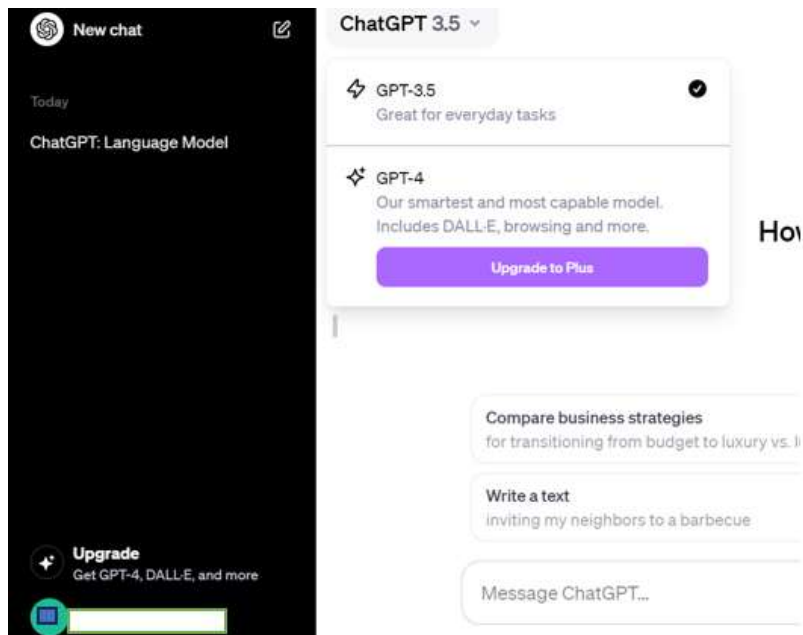 New chat
Today
ChatGPT: Language Model
Upgrade
Get GPT-4, DALL·E, and more
ChatGPT 3.5
GPT-3.5
Great for everyday tasks
GPT-4
Our smartest and most capable model.
Includes DALL·E, browsing and more.
Upgrade to Plus
Compare business strategies
for transitioning from budget to luxury vs.
Write a text
inviting my neighbors to a barbecue
Message ChatGPT...